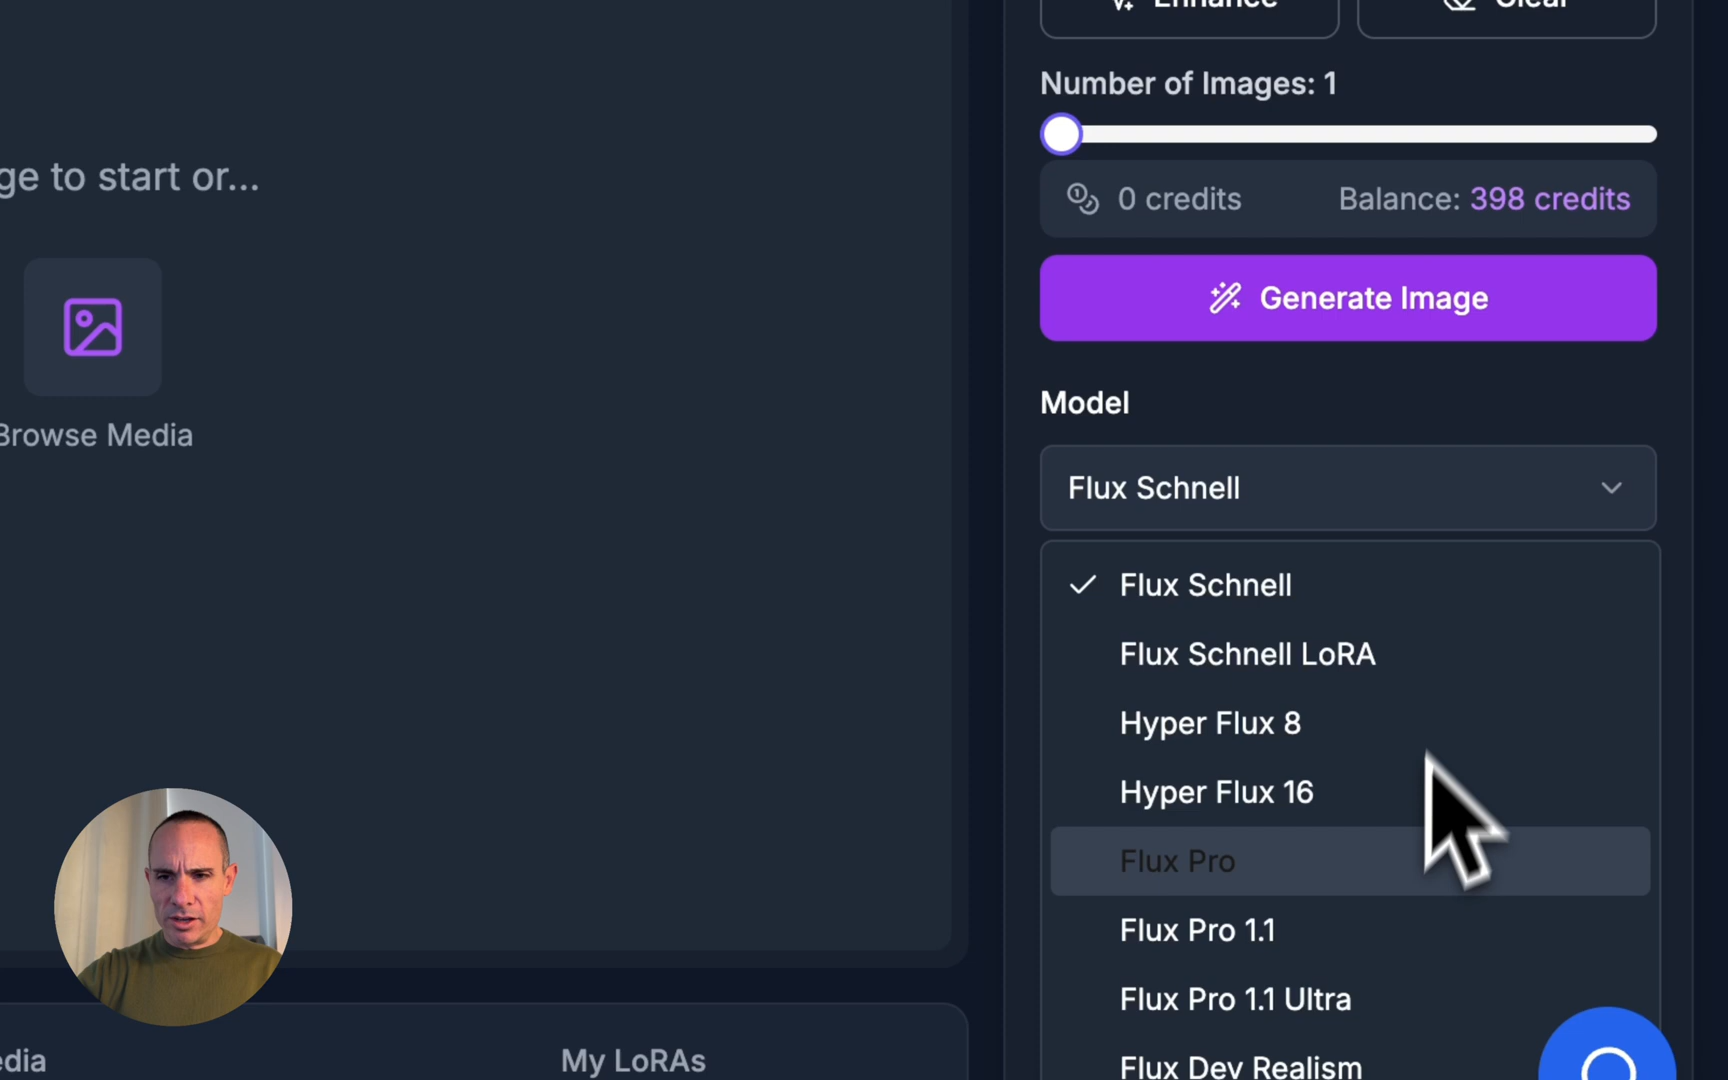 Enhance
Clear
Number of Images: 1
ge to start or...
0 credits
Balance: 398 credits
Generate Image
Browse Media
Model
Flux Schnell
Flux Schnell
Flux Schnell LoRA
Hyper Flux 8
Hyper Flux 16
Flux Pro
Flux Pro 1.1
Flux Pro 1.1 Ultra
Flux Dev Realism
edia
My LoRAs